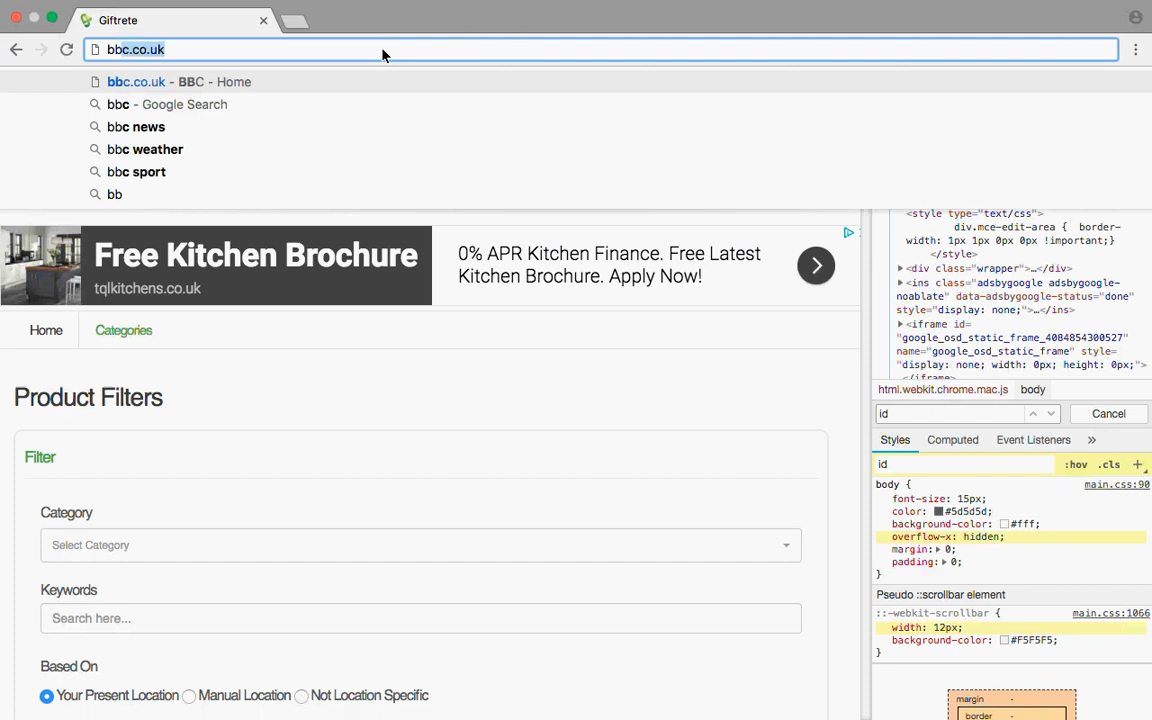 Giftrete
bbc.co.uk
bbc.co.uk - BBC - Home
bbc - Google Search
bbc news
bbc weather
bbc sport
bb
Free Kitchen Brochure
tqlkitchens.co.uk
0% APR Kitchen Finance. Free Latest
Kitchen Brochure. Apply Now!
Home
Categories
Product Filters
Filter
Category
Select Category
Keywords
Search here...
Based On
Your Present Location Manual Location Not Location Specific
<style type="text/css">
div.mce-edit-area { border-
width: 1px 1px 0px 0px !important;}
</style>
<div class="wrapper">…</div>
<ins class="adsbygoogle adsbygoogle-
noablate" data-adsbygoogle-status="done"
style="display: none;">…</ins>
<iframe id=
"google_osd_static_frame_4084854300527"
name="google_osd_static_frame" style=
"display: none; width: 0px; height: 0px;">
</iframe>
html.webkit.chrome.mac.js body
id
Cancel
Styles Computed Event Listeners »
id
:hov .cls +
body { main.css:90
font-size: 15px;
color: #5d5d5d;
background-color: #fff;
overflow-x: hidden;
margin: 0;
padding: 0;
}
Pseudo ::scrollbar element
::-webkit-scrollbar { main.css:1066
width: 12px;
background-color: #F5F5F5;
}
margin -
border -